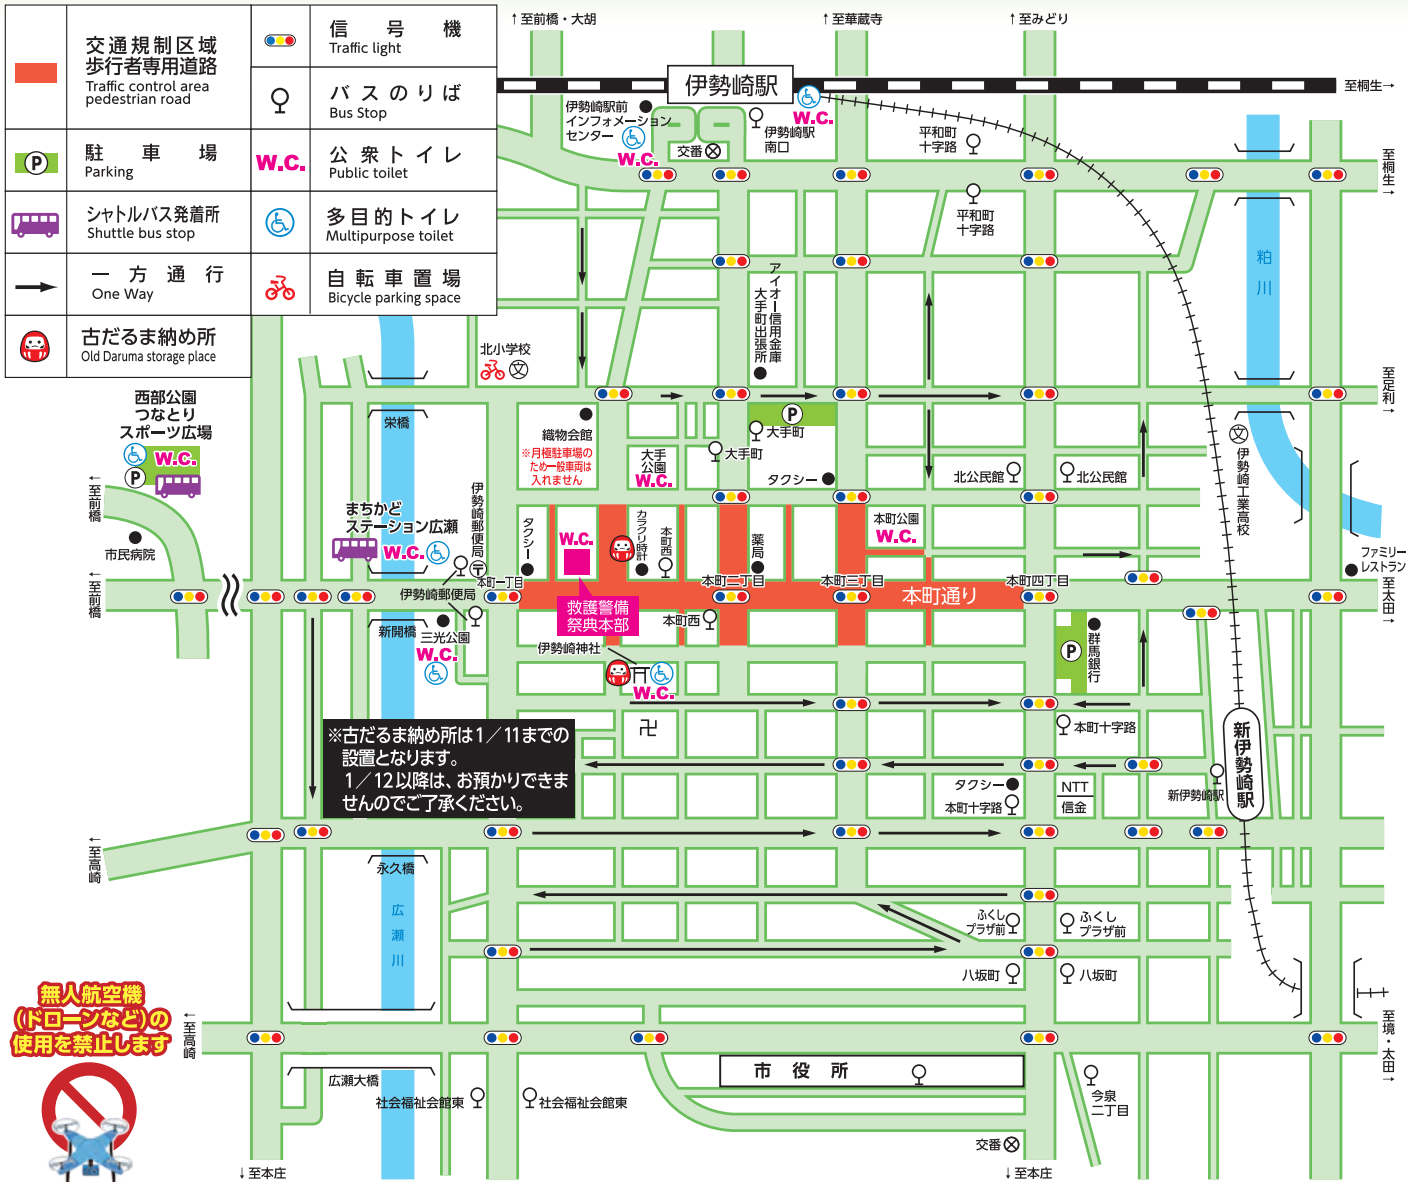 交通規制区域
歩行者専用道路
Traffic control area
pedestrian road
信号機
Traffic light
バスのりば
Bus Stop
P
駐車場
Parking
W.C.
公衆トイレ
Public toilet
シャトルバス発着所
Shuttle bus stop
多目的トイレ
Multipurpose toilet
一方通行
One Way
自転車置場
Bicycle parking space
古だるま納め所
Old Daruma storage place
↑至前橋・大胡
↑至華蔵寺
↑至みどり
伊勢崎駅
至桐生→
W.C.
伊勢崎駅前
インフォメーション
センター
W.C.
交番
伊勢崎駅
南口
平和町
十字路
平和町
十字路
至桐生→
粕川
アイオー信用金庫
大手町出張所
北小学校
文
至足利→
西部公園
つなとり
スポーツ広場
W.C.
P
←至前橋
市民病院
栄橋
織物会館
※月極駐車場の
ため一般車両は
入れません
大手
公園
W.C.
P
大手町
大手町
タクシー
北公民館
北公民館
文
伊勢崎工業高校
まちかど
ステーション広瀬
W.C.
伊勢崎郵便局
〒
タクシー
W.C.
カラクリ時計
本町西
薬局
本町公園
W.C.
ファミリー
レストラン
←至前橋
本町一丁目
本町二丁目
本町三丁目
本町四丁目
本町通り
至太田→
伊勢崎郵便局
救護警備
祭典本部
本町西
新開橋
三光公園
W.C.
伊勢崎神社
W.C.
P
群馬銀行
卍
本町十字路
※古だるま納め所は1／11までの
設置となります。
1／12以降は、お預かりできま
せんのでご了承ください。
新伊勢崎駅
新伊勢崎駅
タクシー
本町十字路
NTT
信金
←至高崎
永久橋
広瀬川
ふくし
プラザ前
ふくし
プラザ前
八坂町
八坂町
無人航空機
（ドローンなど）の
使用を禁止します
←至高崎
至境・太田→
広瀬大橋
市役所
社会福祉会館東
社会福祉会館東
今泉
二丁目
交番
↓至本庄
↓至本庄